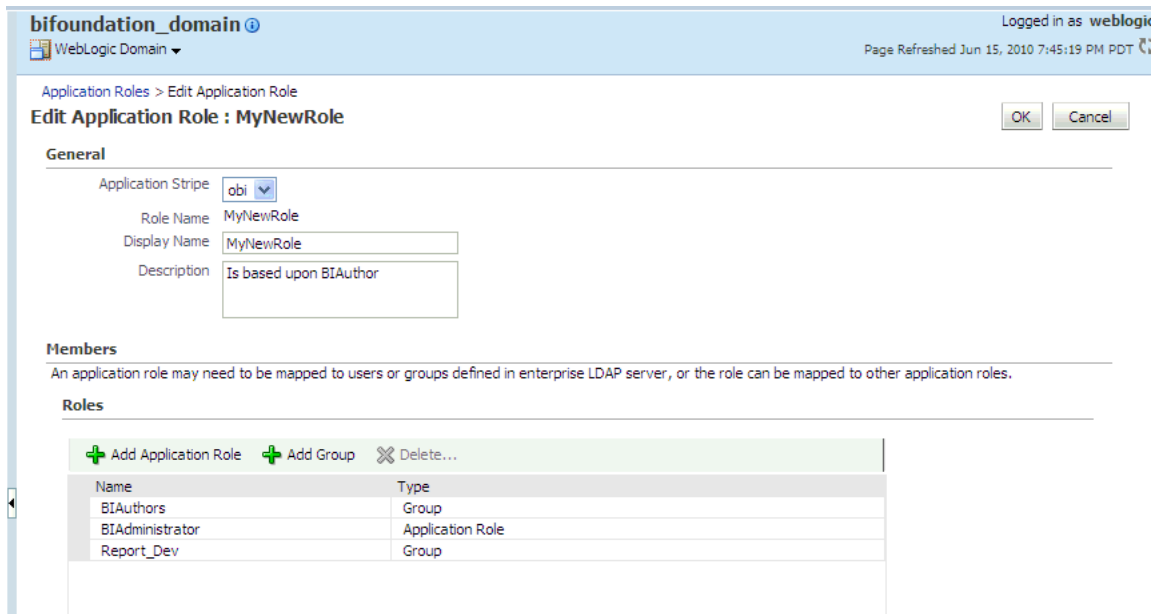 bifoundation_domain
Logged in as weblogic
WebLogic Domain
Page Refreshed Jun 15, 2010 7:45:19 PM PDT
Application Roles > Edit Application Role
Edit Application Role : MyNewRole
OK Cancel
General
Application Stripe obi
Role Name MyNewRole
Display Name MyNewRole
Description Is based upon BIAuthor
Members
An application role may need to be mapped to users or groups defined in enterprise LDAP server, or the role can be mapped to other application roles.
Roles
Add Application Role Add Group Delete...
Name Type
BIAuthors Group
BIAdministrator Application Role
Report_Dev Group